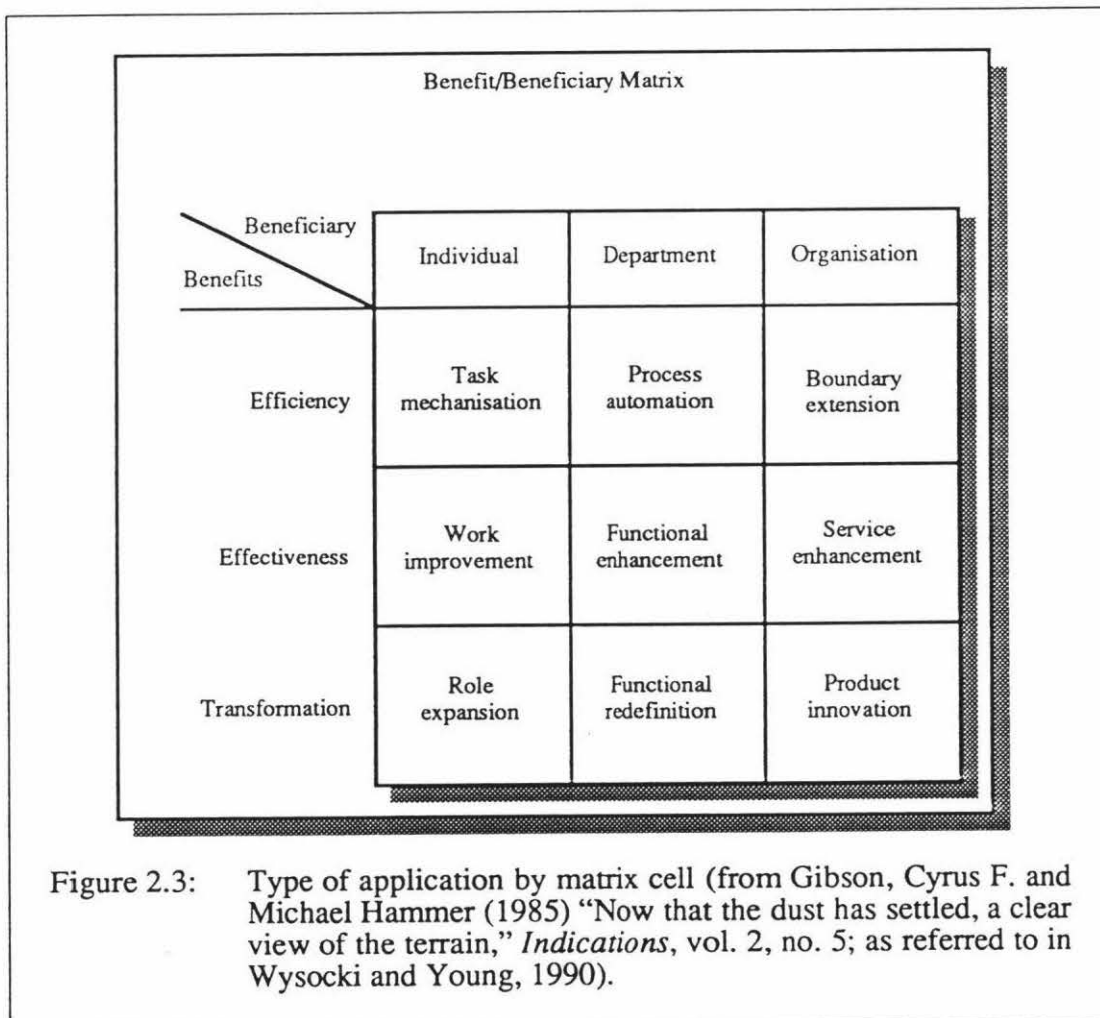 Benefit/Beneficiary Matrix
Beneficiary
Benefits
Individual
Department
Organisation
Efficiency
Task
mechanisation
Process
automation
Boundary
extension
Effectiveness
Work
improvement
Functional
enhancement
Service
enhancement
Transformation
Role
expansion
Functional
redefinition
Product
innovation
Figure 2.3: Type of application by matrix cell (from Gibson, Cyrus F. and
Michael Hammer (1985) “Now that the dust has settled, a clear
view of the terrain,” Indications, vol. 2, no. 5; as referred to in
Wysocki and Young, 1990).